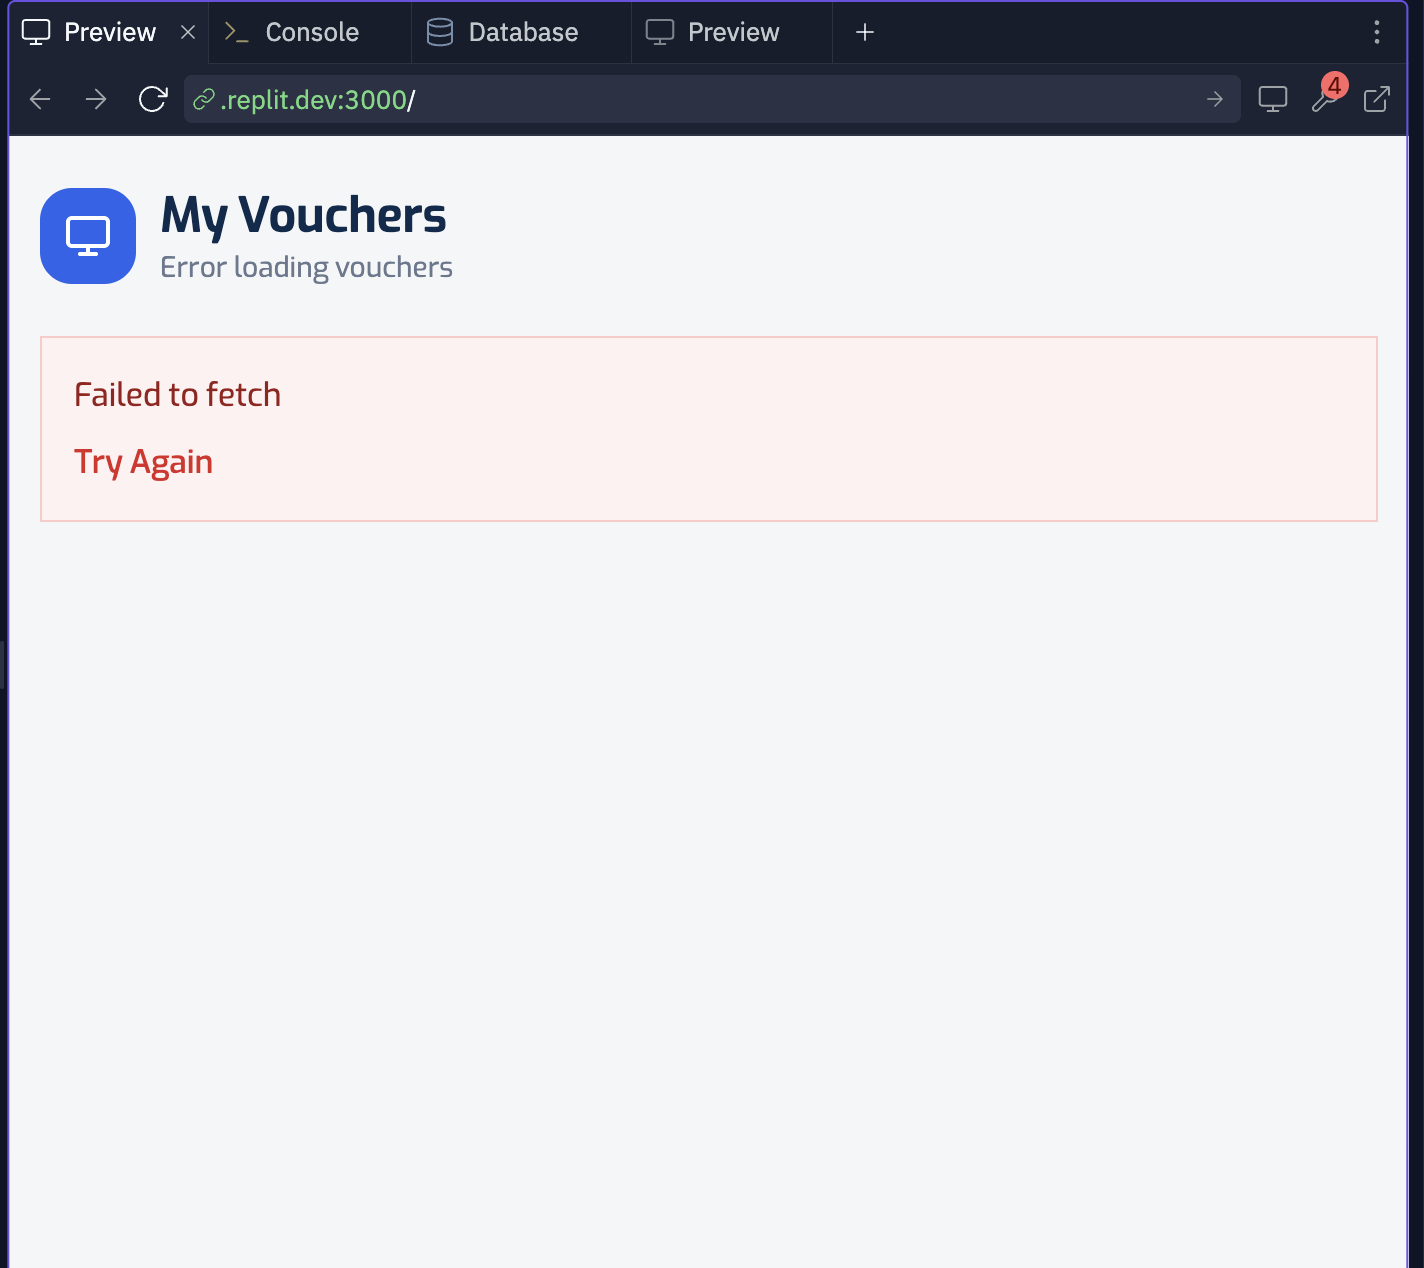 Preview
Console
Database
Preview
.replit.dev:3000/
4
My Vouchers
Error loading vouchers
Failed to fetch
Try Again